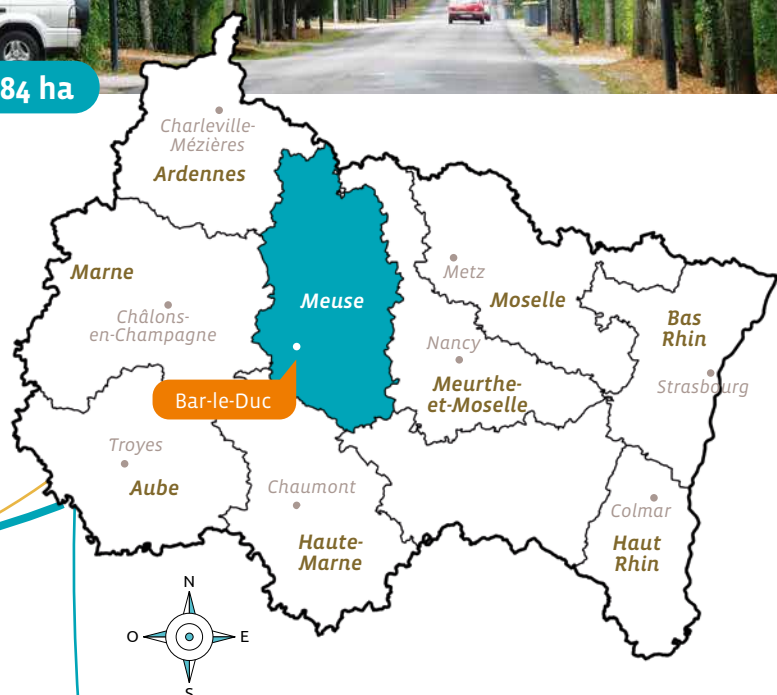 84 ha
Charleville-
Mézières
Ardennes
Marne
Châlons-
en-Champagne
Meuse
Metz
Moselle
Bas
Rhin
Nancy
Strasbourg
Meurthe-
et-Moselle
Bar-le-Duc
Troyes
Aube
Chaumont
Haute-
Marne
Colmar
Haut
Rhin
N
O
E
S